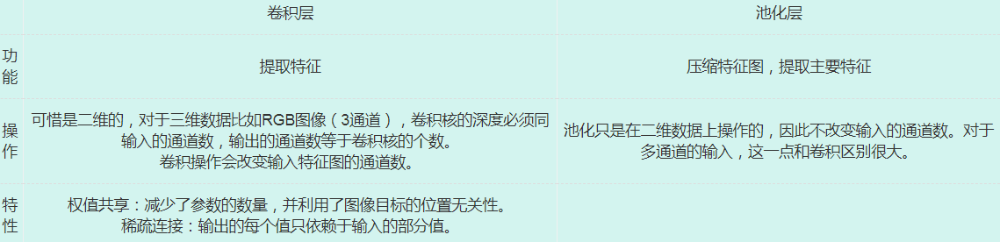 卷积层
池化层
功能
提取特征
压缩特征图，提取主要特征
操作
可惜是二维的，对于三维数据比如RGB图像（3通道），卷积核的深度必须同
输入的通道数，输出的通道数等于卷积核的个数。
卷积操作会改变输入特征图的通道数。
池化只是在二维数据上操作的，因此不改变输入的通道数。对于
多通道的输入，这一点和卷积区别很大。
特性
权值共享：减少了参数的数量，并利用了图像目标的位置无关性。
稀疏连接：输出的每个值只依赖于输入的部分值。